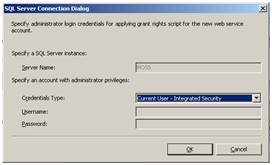 SQL Server Connection Dialog
Specify administrator login credentials for applying grant rights script for the new web service
account.
Specify a SQL Server instance:
Server Name:
MOSS
Specify an account with administrator privileges:
Credentials Type:
Current User - Integrated Security
Username:
Password:
OK
Cancel